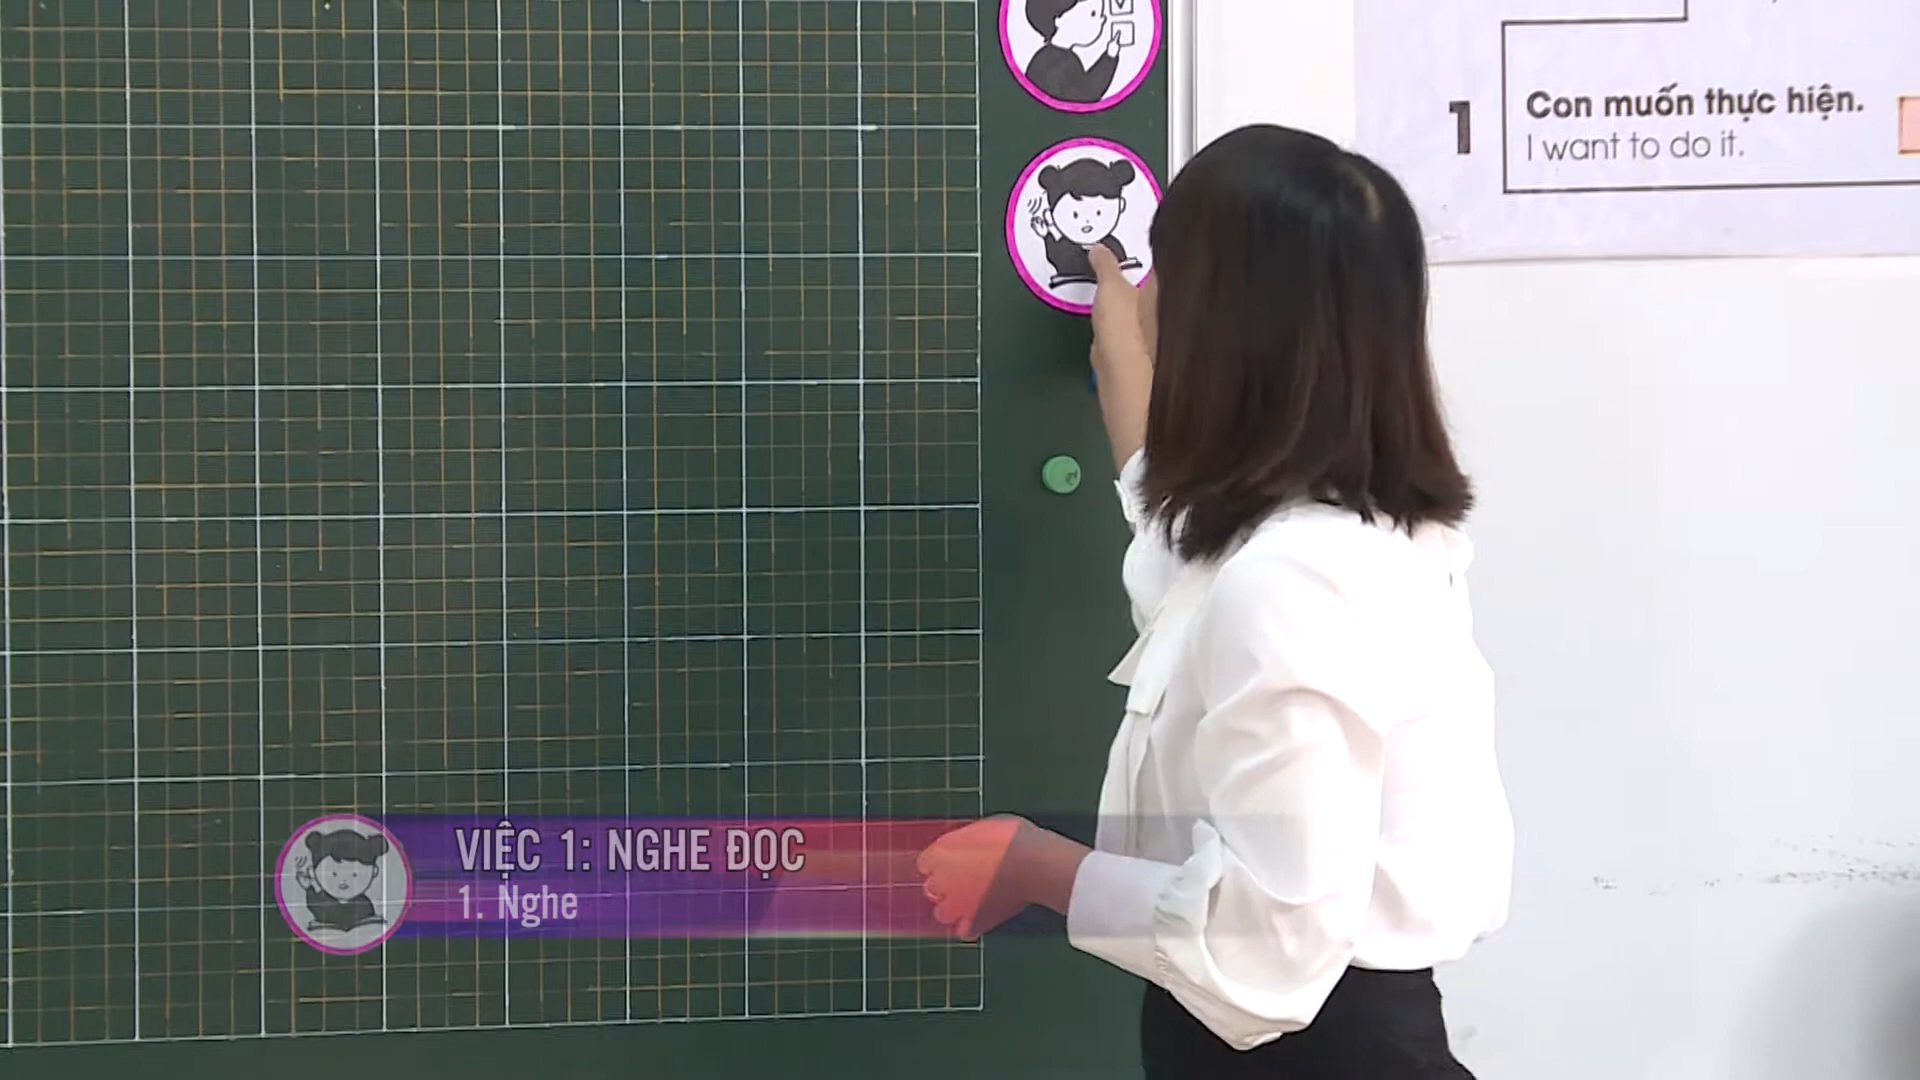 1
Con muốn thực hiện.
I want to do it.
VIỆC 1: NGHE ĐỌC
1. Nghe